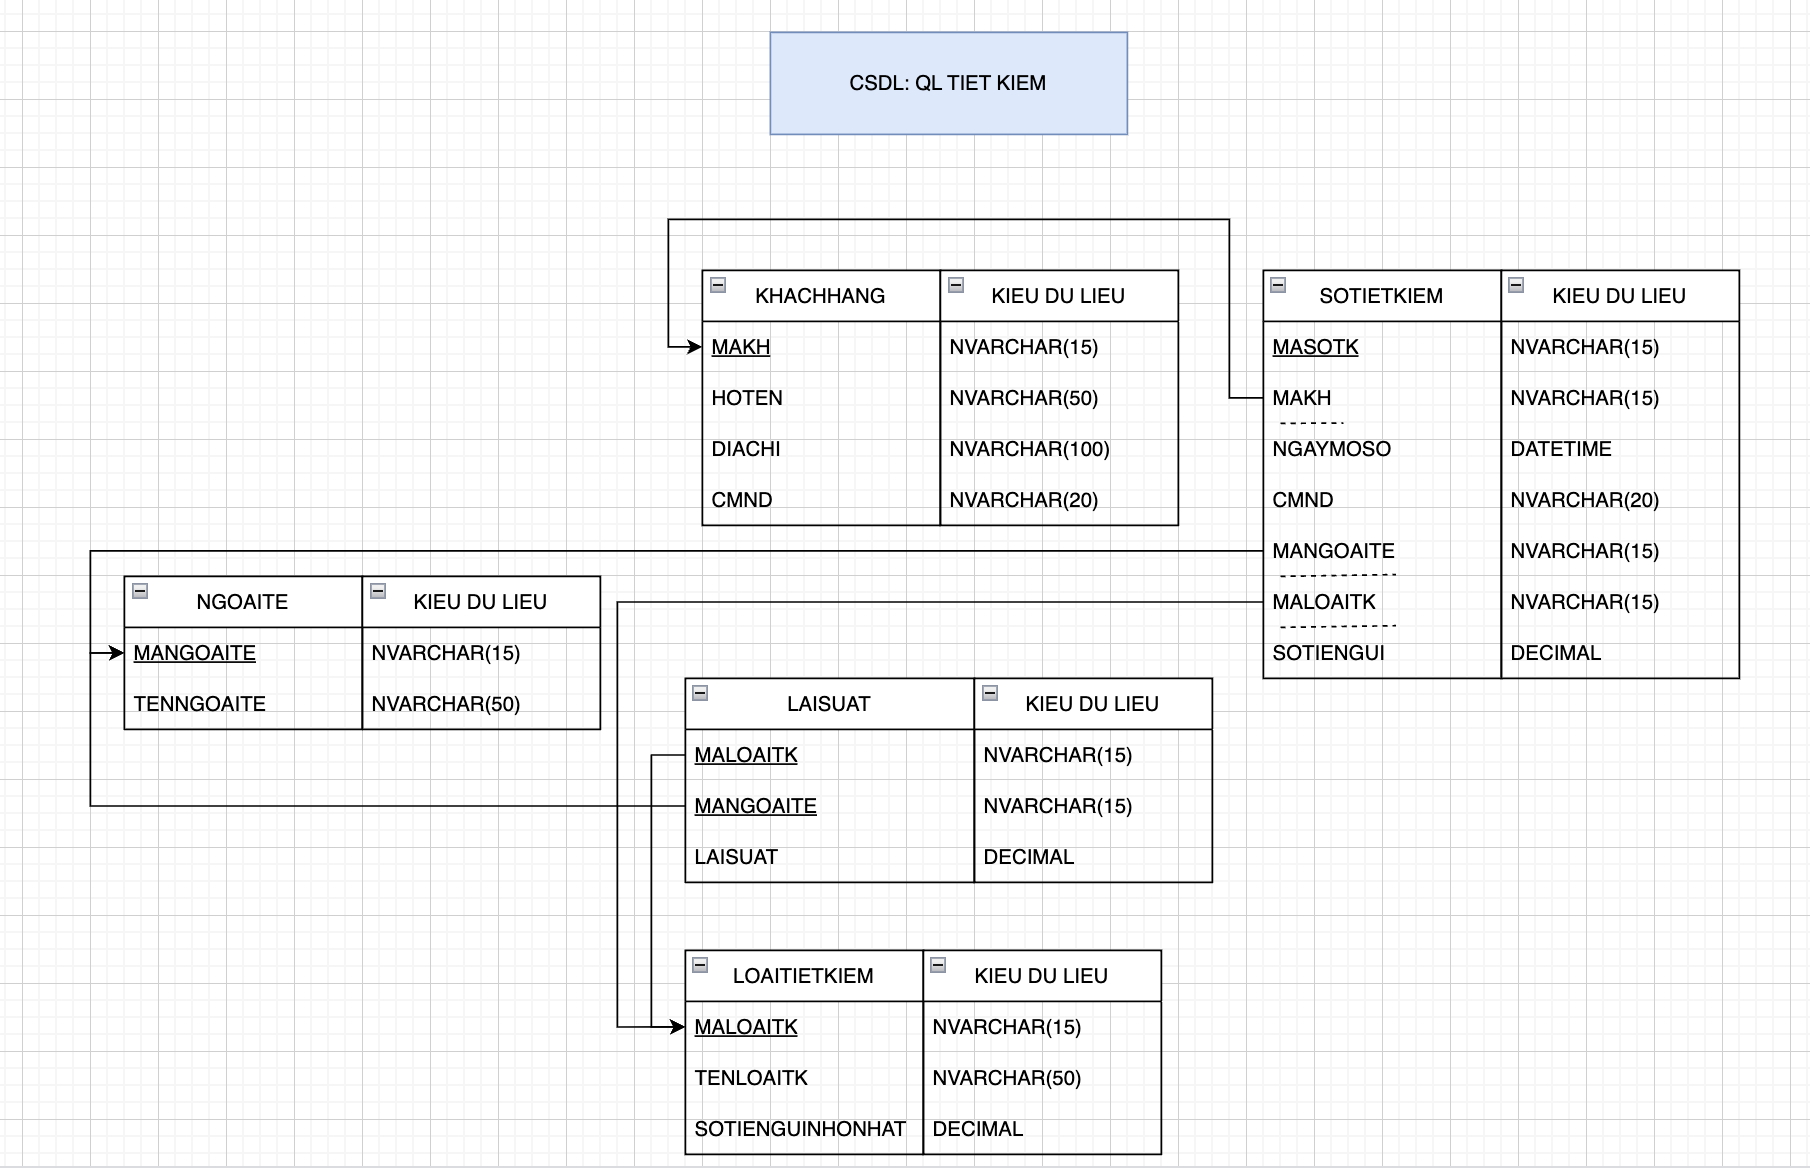 CSDL: QL TIET KIEM
KHACHHANG KIEU DU LIEU
MAKH NVARCHAR(15)
HOTEN NVARCHAR(50)
DIACHI NVARCHAR(100)
CMND NVARCHAR(20)
SOTIETKIEM KIEU DU LIEU
MASOTK NVARCHAR(15)
MAKH NVARCHAR(15)
NGAYMOSO DATETIME
CMND NVARCHAR(20)
MANGOAITE NVARCHAR(15)
MALOAITK NVARCHAR(15)
SOTIENGUI DECIMAL
NGOAITE KIEU DU LIEU
MANGOAITE NVARCHAR(15)
TENNGOAITE NVARCHAR(50)
LAISUAT KIEU DU LIEU
MALOAITK NVARCHAR(15)
MANGOAITE NVARCHAR(15)
LAISUAT DECIMAL
LOAITIETKIEM KIEU DU LIEU
MALOAITK NVARCHAR(15)
TENLOAITK NVARCHAR(50)
SOTIENGUINHONHAT DECIMAL